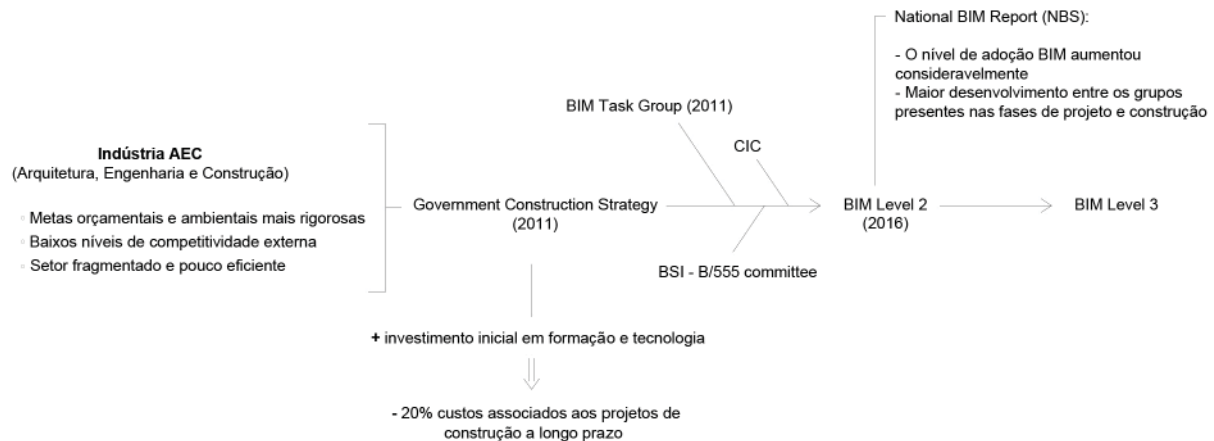 Indústria AEC
(Arquitetura, Engenharia e Construção)
◦ Metas orçamentais e ambientais mais rigorosas
◦ Baixos níveis de competitividade externa
◦ Setor fragmentado e pouco eficiente
Government Construction Strategy
(2011)
+ investimento inicial em formação e tecnologia
- 20% custos associados aos projetos de
construção a longo prazo
BIM Task Group (2011)
CIC
BSI - B/555 committee
National BIM Report (NBS):
- O nível de adoção BIM aumentou
consideravelmente
- Maior desenvolvimento entre os grupos
presentes nas fases de projeto e construção
BIM Level 2
(2016)
BIM Level 3